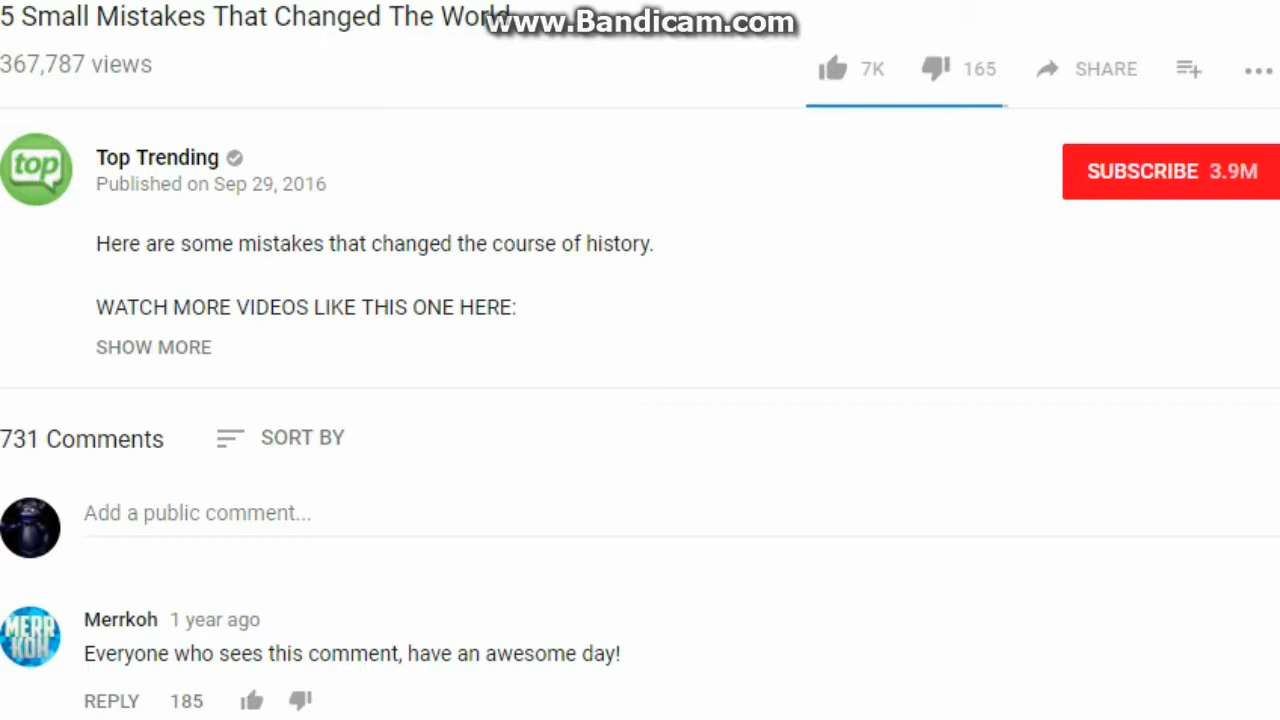 5 Small Mistakes That Changed The World
www.Bandicam.com
367,787 views
7K 165 SHARE
top
Top Trending
Published on Sep 29, 2016
SUBSCRIBE 3.9M
Here are some mistakes that changed the course of history.
WATCH MORE VIDEOS LIKE THIS ONE HERE:
SHOW MORE
731 Comments SORT BY
Add a public comment...
MERR
KOH
Merrkoh 1 year ago
Everyone who sees this comment, have an awesome day!
REPLY 185